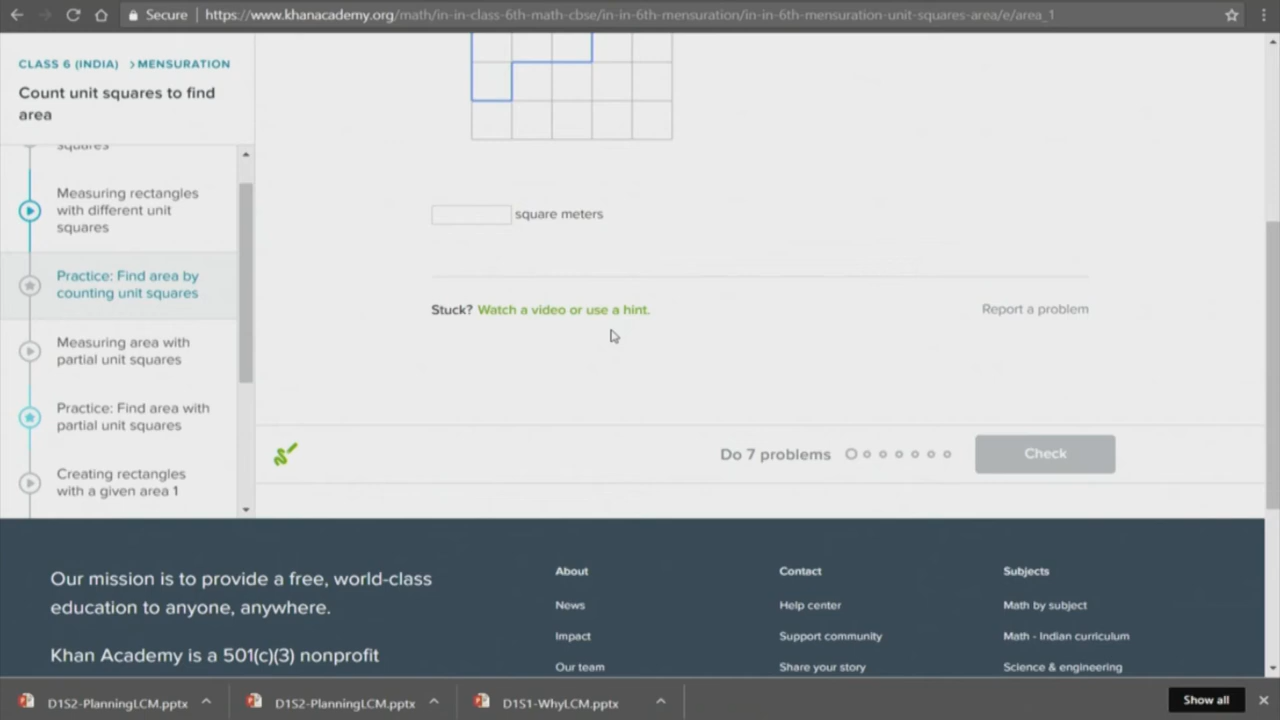 Secure
https://www.khanacademy.org/math/in-in-class-6th-math-cbse/in-in-6th-mensuration/in-in-6th-mensuration-unit-squares-area/e/area_1
CLASS 6 (INDIA) > MENSURATION
Count unit squares to find
area
squares
Measuring rectangles
with different unit
squares
Practice: Find area by
counting unit squares
Measuring area with
partial unit squares
Practice: Find area with
partial unit squares
Creating rectangles
with a given area 1
square meters
Stuck? Watch a video or use a hint.
Report a problem
Do 7 problems
Check
Our mission is to provide a free, world-class
education to anyone, anywhere.
Khan Academy is a 501(c)(3) nonprofit
About
News
Impact
Our team
Contact
Help center
Support community
Share your story
Subjects
Math by subject
Math - Indian curriculum
Science & engineering
D1S2-PlanningLCM.pptx
D1S2-PlanningLCM.pptx
D1S1-WhyLCM.pptx
Show all